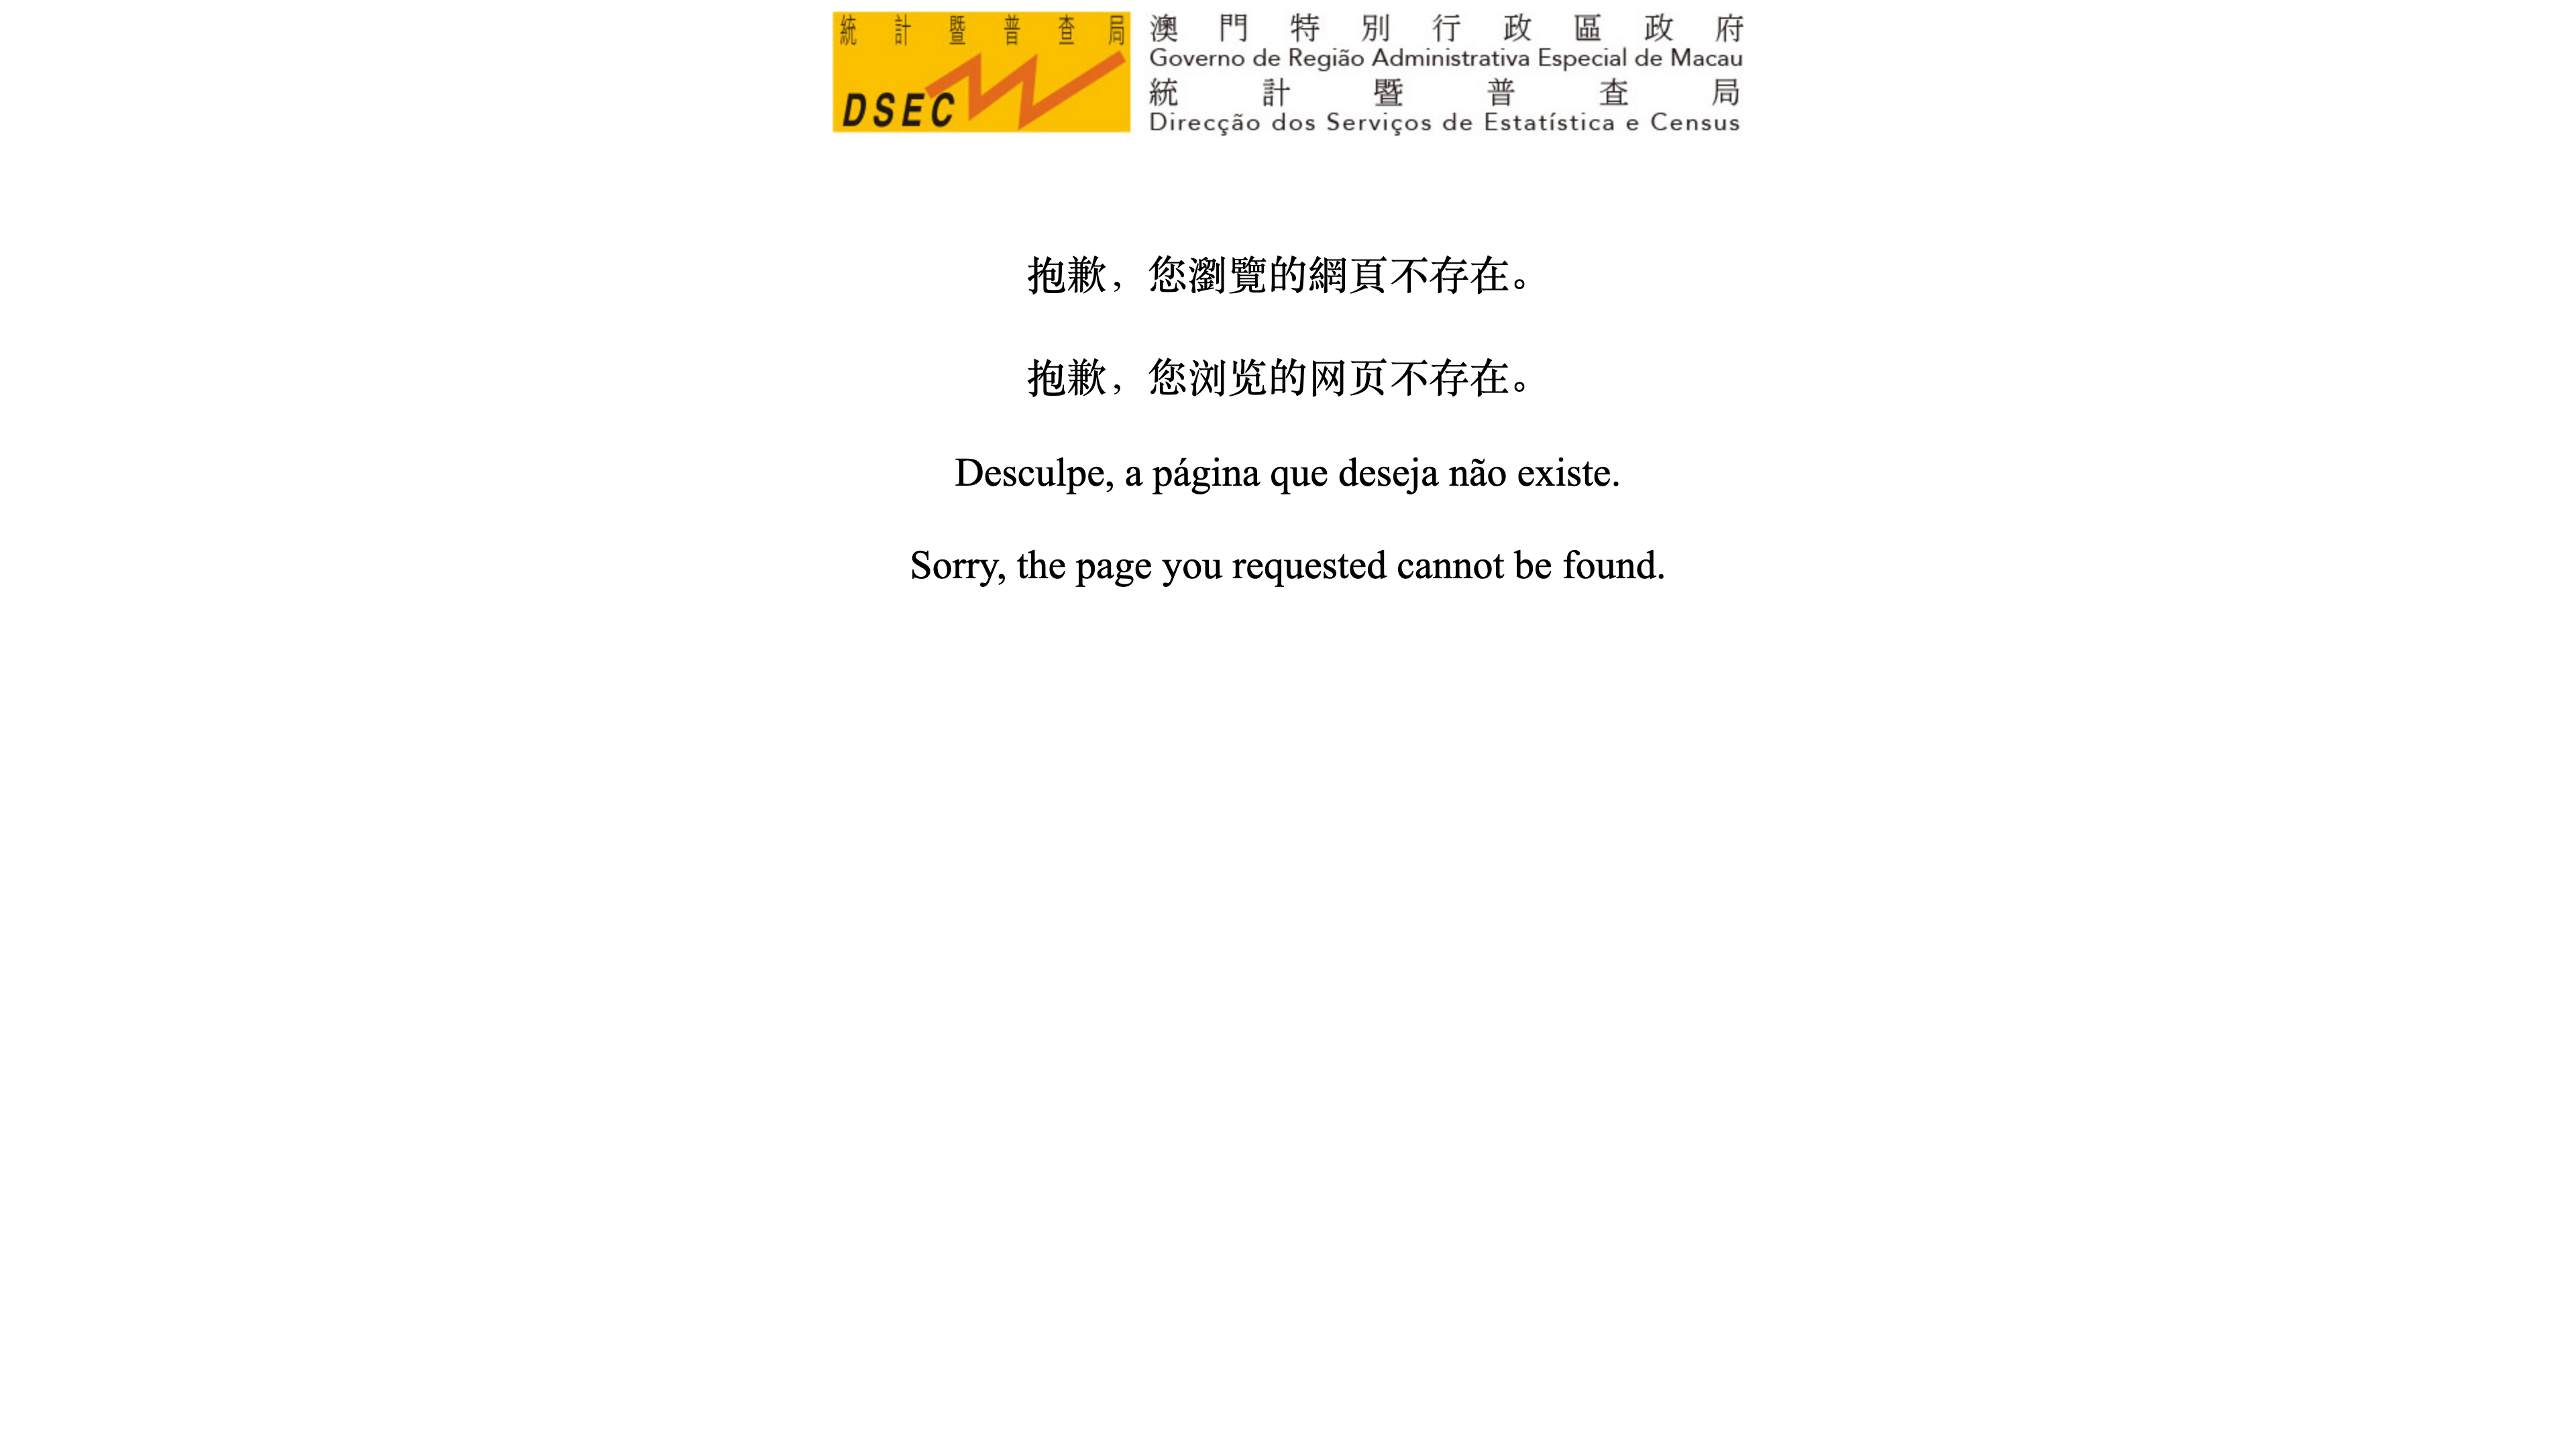 統計暨普查局
DSEC
澳門特別行政區政府
Governo de Região Administrativa Especial de Macau
統計暨普查局
Direcção dos Serviços de Estatística e Census
抱歉，您瀏覽的網頁不存在。
抱歉，您浏览的网页不存在。
Desculpe, a página que deseja não existe.
Sorry, the page you requested cannot be found.